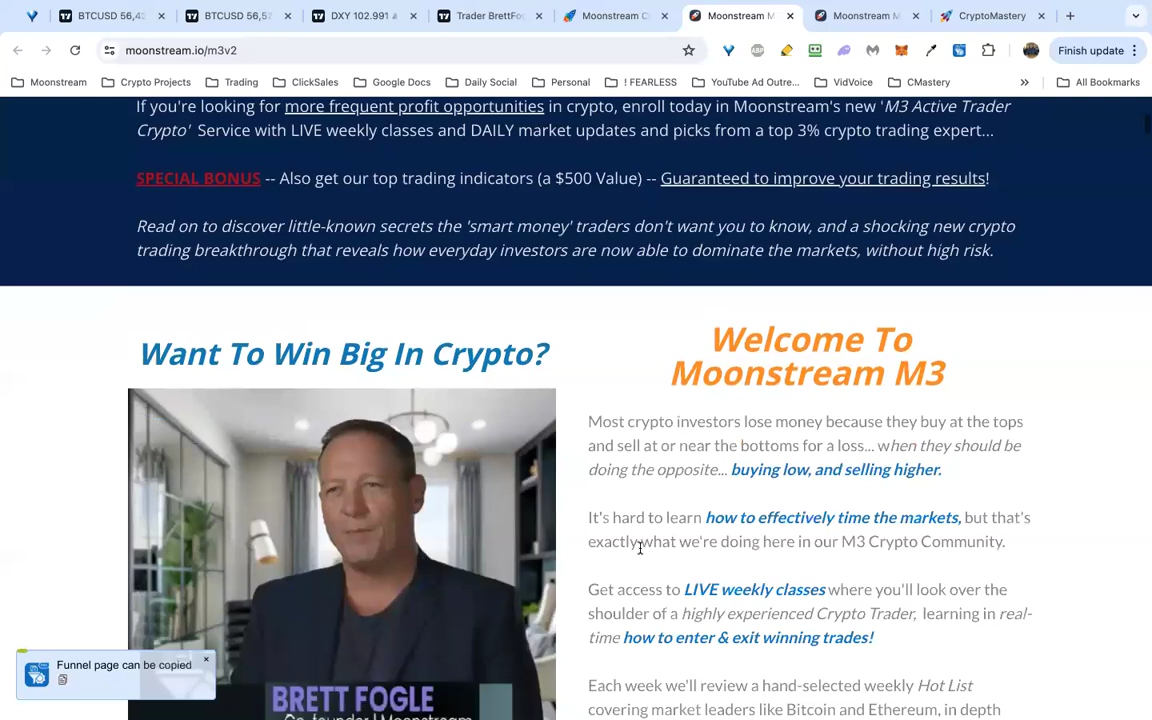 BTCUSD 56,4
BTCUSD 56,5
DXY 102.991
Trader BrettFo
Moonstream C
Moonstream M
Moonstream M
CryptoMastery
moonstream.io/m3v2
ABP
Finish update
Moonstream
Crypto Projects
Trading
ClickSales
Google Docs
Daily Social
Personal
! FEARLESS
YouTube Ad Outre...
VidVoice
CMastery
All Bookmarks
If you're looking for more frequent profit opportunities in crypto, enroll today in Moonstream's new 'M3 Active Trader
Crypto' Service with LIVE weekly classes and DAILY market updates and picks from a top 3% crypto trading expert...
SPECIAL BONUS -- Also get our top trading indicators (a $500 Value) -- Guaranteed to improve your trading results!
Read on to discover little-known secrets the 'smart money' traders don't want you to know, and a shocking new crypto
trading breakthrough that reveals how everyday investors are now able to dominate the markets, without high risk.
Want To Win Big In Crypto?
BRETT FOGLE
Co-founder | Moonstream
Welcome To
Moonstream M3
Most crypto investors lose money because they buy at the tops
and sell at or near the bottoms for a loss... when they should be
doing the opposite... buying low, and selling higher.
It's hard to learn how to effectively time the markets, but that's
exactly what we're doing here in our M3 Crypto Community.
Get access to LIVE weekly classes where you'll look over the
shoulder of a highly experienced Crypto Trader, learning in real-
time how to enter & exit winning trades!
Each week we'll review a hand-selected weekly Hot List
covering market leaders like Bitcoin and Ethereum, in depth
Funnel page can be copied